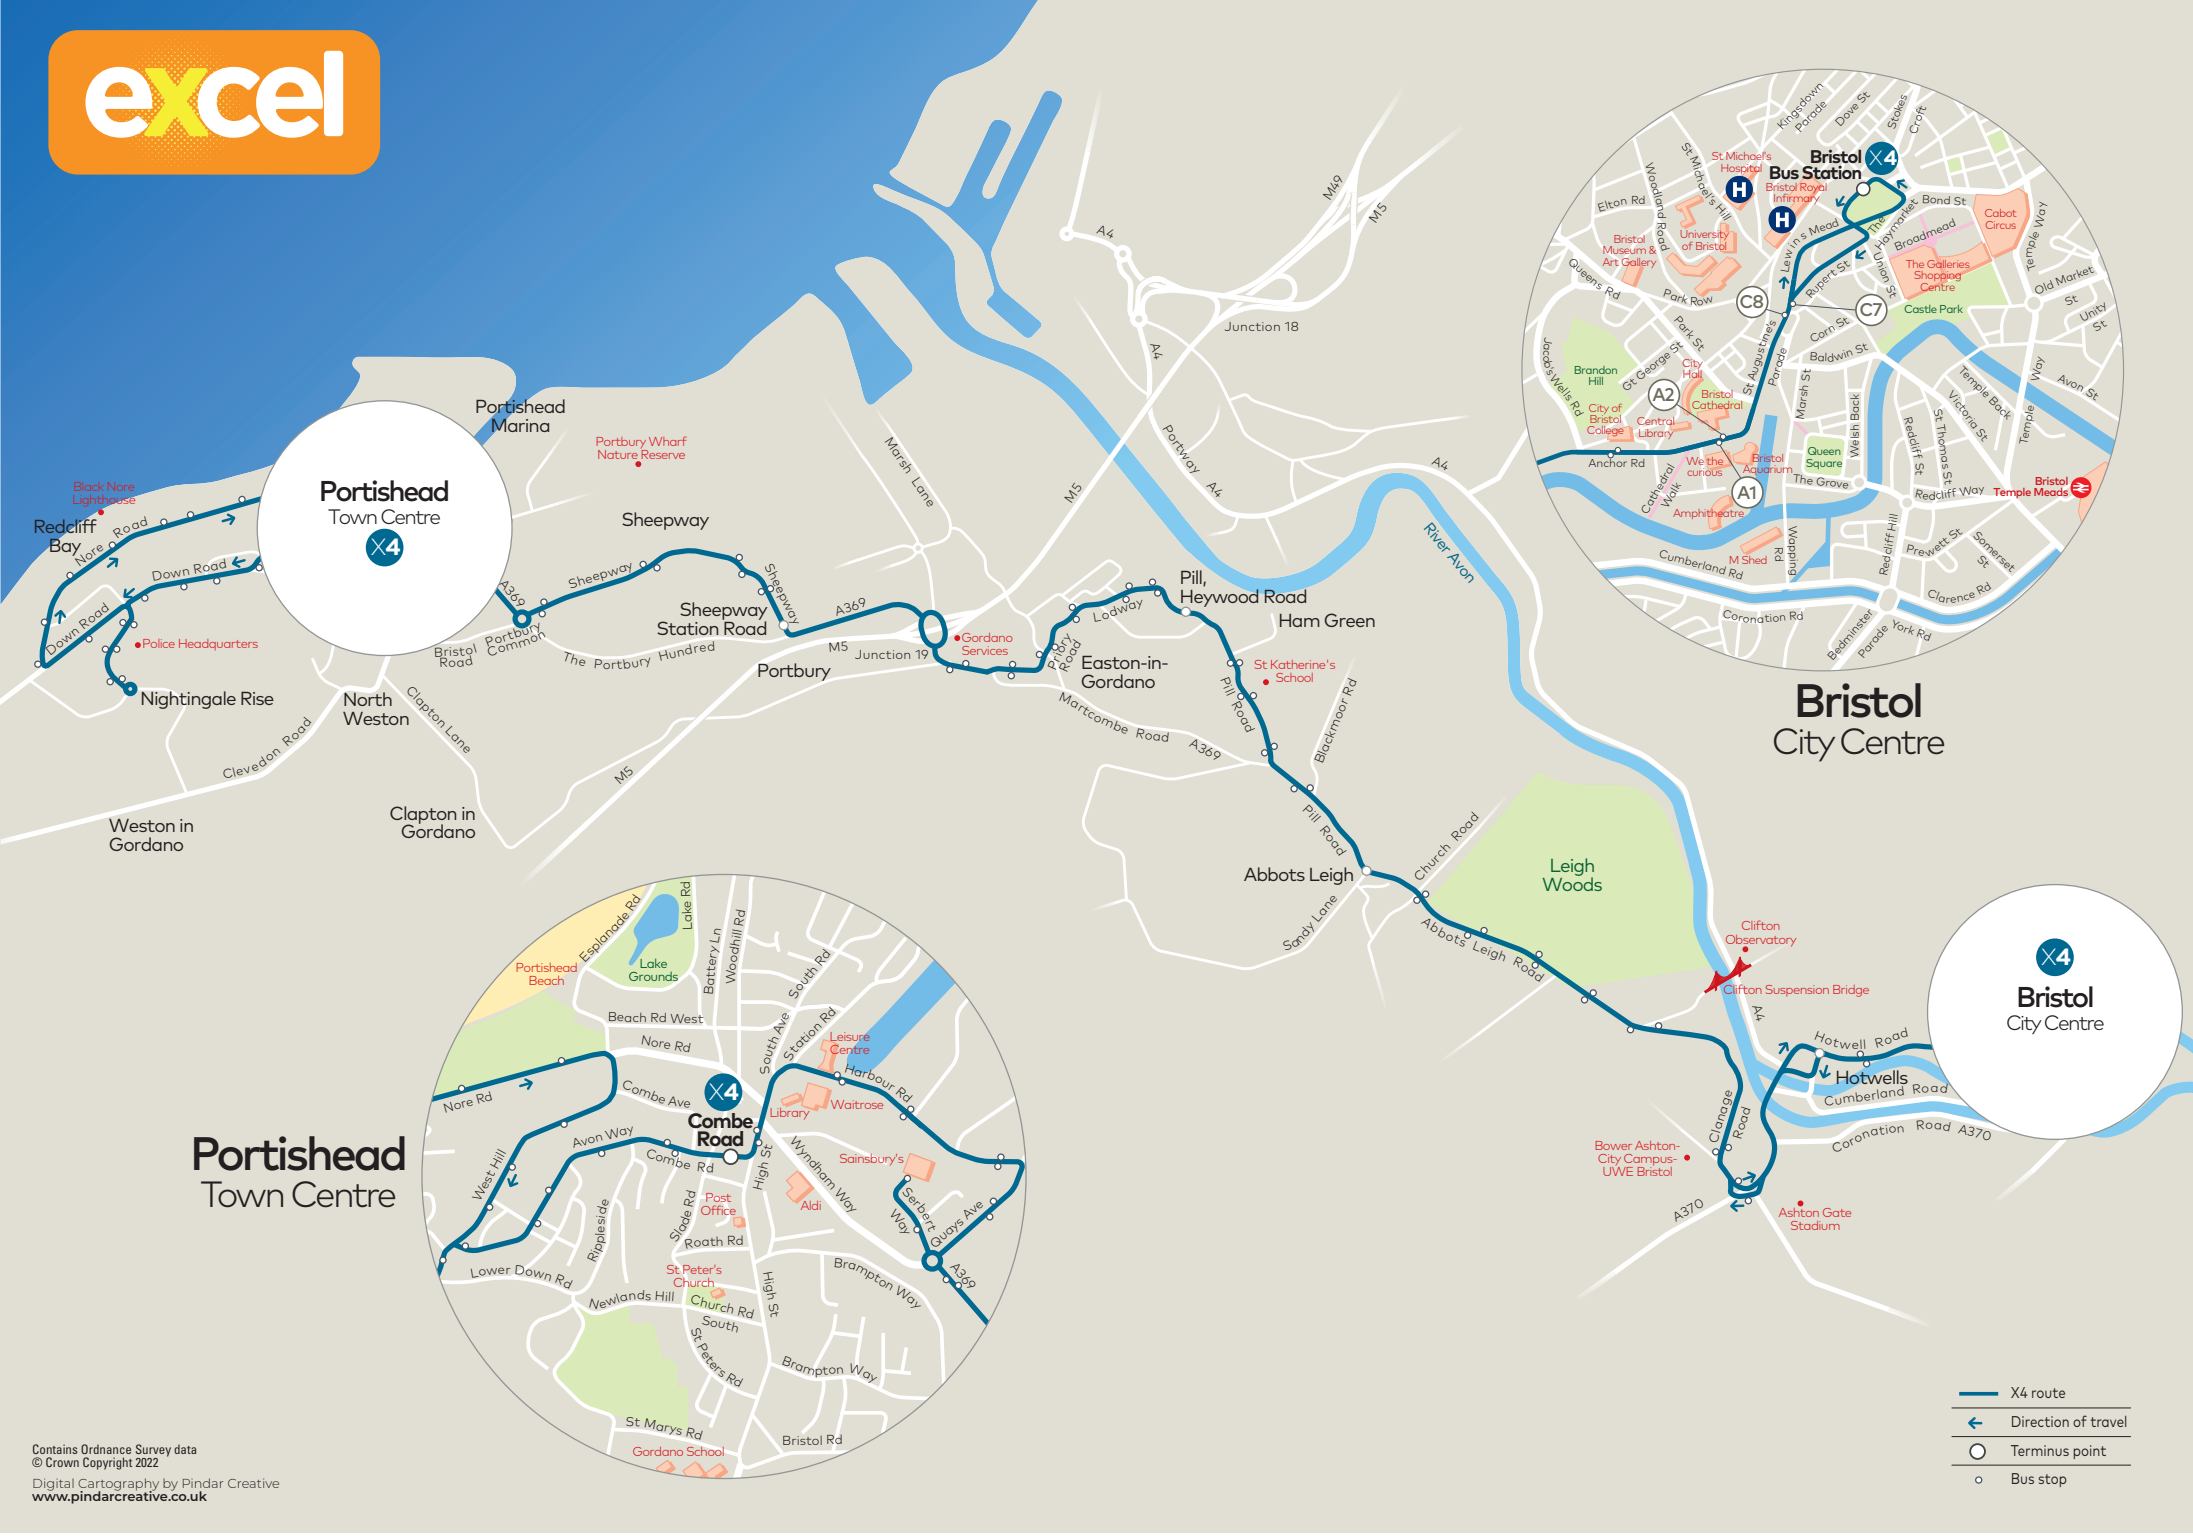 excel
Portishead
Marina
Portbury Wharf
Nature Reserve
Black Nore
Lighthouse
Redcliff
Bay
Nore Road
Down Road
Down Road
Police Headquarters
Nightingale Rise
Portishead
Town Centre
X4
A369
Bristol
Road
Portbury
Common
The Portbury Hundred
North
Weston
Clapton Lane
Clevedon Road
Weston in
Gordano
Clapton in
Gordano
M5
Sheepway
Sheepway
Sheepway
Sheepway
Station Road
A369
M5
Junction 19
Portbury
Gordano
Services
Marsh Lane
M5
Easton-in-
Gordano
Priory
Road
Lodway
Pill,
Heywood Road
Ham Green
St Katherine's
School
Pill Road
Martcombe Road
A369
Blackmoor Rd
Pill Road
Abbots Leigh
Sandy Lane
Church Road
Abbots Leigh Road
Leigh
Woods
A4
A4
M49
M5
Junction 18
Portway
A4
A4
River Avon
Clifton
Observatory
Clifton Suspension Bridge
A4
Hotwell Road
Hotwells
Cumberland Road
Coronation Road A370
Clanage
Road
Bower Ashton-
City Campus-
UWE Bristol
A370
Ashton Gate
Stadium
X4
Bristol
City Centre
Kingsdown
Parade
Dove St
Stokes
Croft
St Michael's
Hospital
H
Bristol
Bus Station
X4
Bristol Royal
Infirmary
H
St Michael's Hill
Woodland Road
Elton Rd
University
of Bristol
Bristol
Museum &
Art Gallery
Queens Rd
Park Row
Lewins Mead
The
Haymarket
Bond St
Broadmead
Cabot
Circus
Temple Way
Union St
Rupert St
The Galleries
Shopping
Centre
Old Market
St
Unity
St
Castle Park
C8
C7
Park St
Corn St
Baldwin St
Gt George St
Jacob's Wells Rd
Brandon
Hill
City
Hall
A2
St Augustine's
Parade
Bristol
Cathedral
City of
Bristol
College
Central
Library
Marsh St
Welsh Back
Temple Back
Victoria St
Temple
Way
Avon St
Redcliff St
St Thomas St
Anchor Rd
We the
curious
Bristol
Aquarium
Queen
Square
Cathedral
Walk
A1
The Grove
Redcliff Way
Bristol
Temple Meads
Amphitheatre
M Shed
Wapping
Rd
Redcliff Hill
Prewett St
Somerset
St
Cumberland Rd
Coronation Rd
Clarence Rd
Bedminster
Parade
York Rd
Bristol
City Centre
Portishead
Town Centre
Esplanade Rd
Lake Rd
Portishead
Beach
Lake
Grounds
Battery Ln
Woodhill Rd
South Rd
Beach Rd West
Nore Rd
South Ave
Station Rd
Leisure
Centre
Nore Rd
Combe Ave
X4
Combe
Road
Library
Waitrose
Harbour Rd
Avon Way
Combe Rd
High St
Wyndham Way
Sainsbury's
West Hill
Post
Office
Slade Rd
Aldi
Serbert
Way
Quays Ave
Rippleside
Roath Rd
A369
Lower Down Rd
St Peter's
Church
High St
Brampton Way
Newlands Hill
Church Rd
South
St Peters Rd
Brampton Way
St Marys Rd
Bristol Rd
Gordano School
X4 route
Direction of travel
Terminus point
Bus stop
Contains Ordnance Survey data
© Crown Copyright 2022
Digital Cartography by Pindar Creative
www.pindarcreative.co.uk